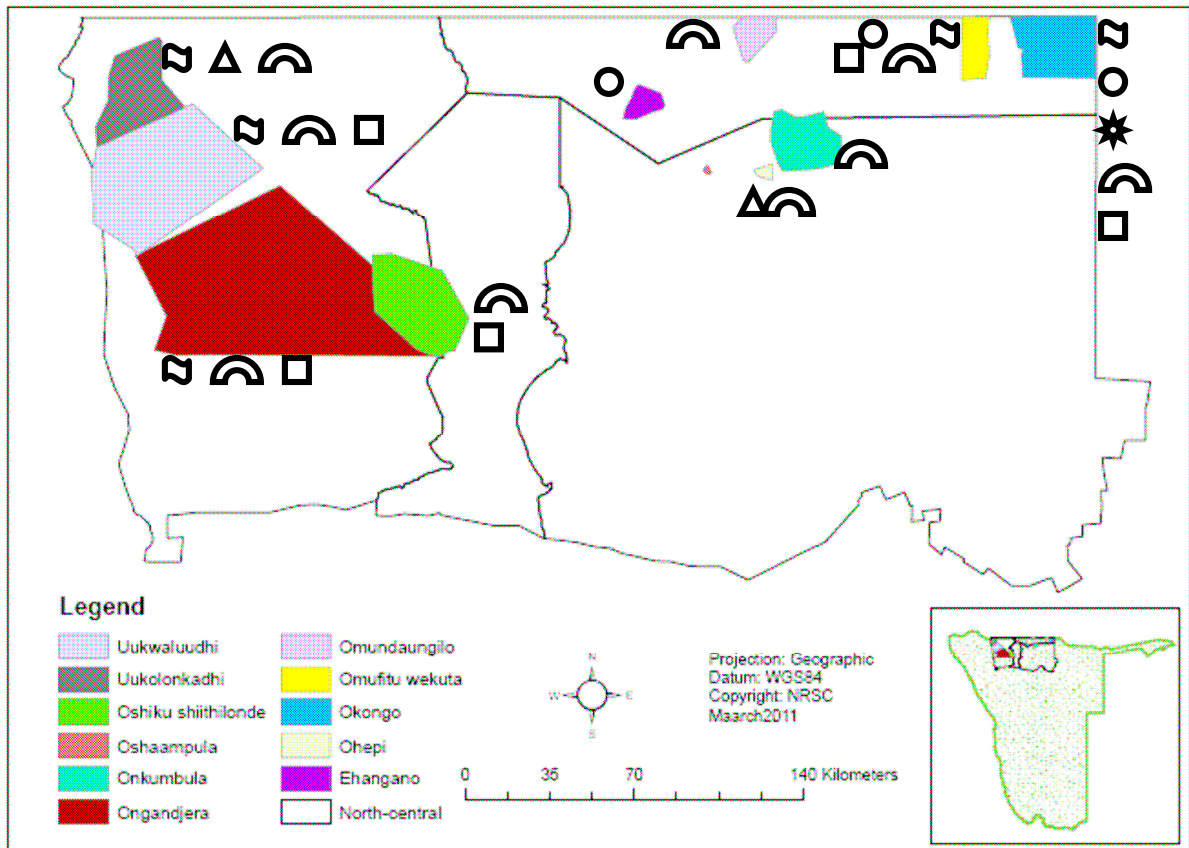 Legend
Uukwaluudhi
Uukolonkadhi
Oshiku shiithilonde
Oshaampula
Onkumbula
Ongandjera
Omundaungilo
Omufitu wekuta
Okongo
Ohepi
Ehangano
North-central
N
W
E
S
Projection: Geographic
Datum: WGS84
Copyright: NRSC
Maarch2011
0 35 70 140 Kilometers